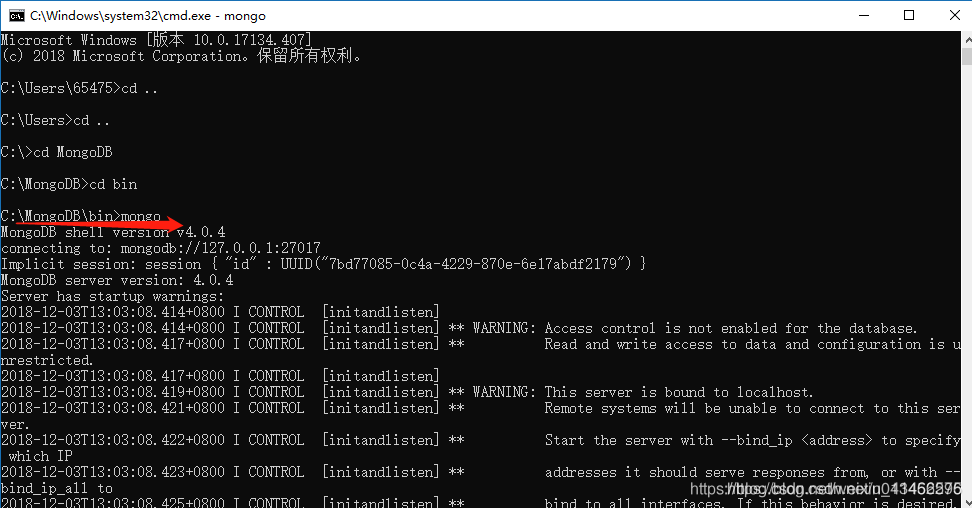 C:\Windows\system32\cmd.exe - mongo
Microsoft Windows [版本 10.0.17134.407]
(c) 2018 Microsoft Corporation。保留所有权利。
C:\Users\65475>cd ..
C:\Users>cd ..
C:\>cd MongoDB
C:\MongoDB>cd bin
C:\MongoDB\bin>mongo
MongoDB shell version v4.0.4
connecting to: mongodb://127.0.0.1:27017
Implicit session: session { "id" : UUID("7bd77085-0c4a-4229-870e-6e17abdf2179") }
MongoDB server version: 4.0.4
Server has startup warnings:
2018-12-03T13:03:08.414+0800 I CONTROL  [initandlisten]
2018-12-03T13:03:08.414+0800 I CONTROL  [initandlisten] ** WARNING: Access control is not enabled for the database.
2018-12-03T13:03:08.417+0800 I CONTROL  [initandlisten] **          Read and write access to data and configuration is u
nrestricted.
2018-12-03T13:03:08.417+0800 I CONTROL  [initandlisten]
2018-12-03T13:03:08.419+0800 I CONTROL  [initandlisten] ** WARNING: This server is bound to localhost.
2018-12-03T13:03:08.421+0800 I CONTROL  [initandlisten] **          Remote systems will be unable to connect to this ser
ver.
2018-12-03T13:03:08.422+0800 I CONTROL  [initandlisten] **          Start the server with --bind_ip <address> to specify
 which IP
2018-12-03T13:03:08.423+0800 I CONTROL  [initandlisten] **          addresses it should serve responses from, or with --
bind_ip_all to
2018-12-03T13:03:08.425+0800 I CONTROL  [initandlisten] **          bind to all interfaces. If this behavior is desired,